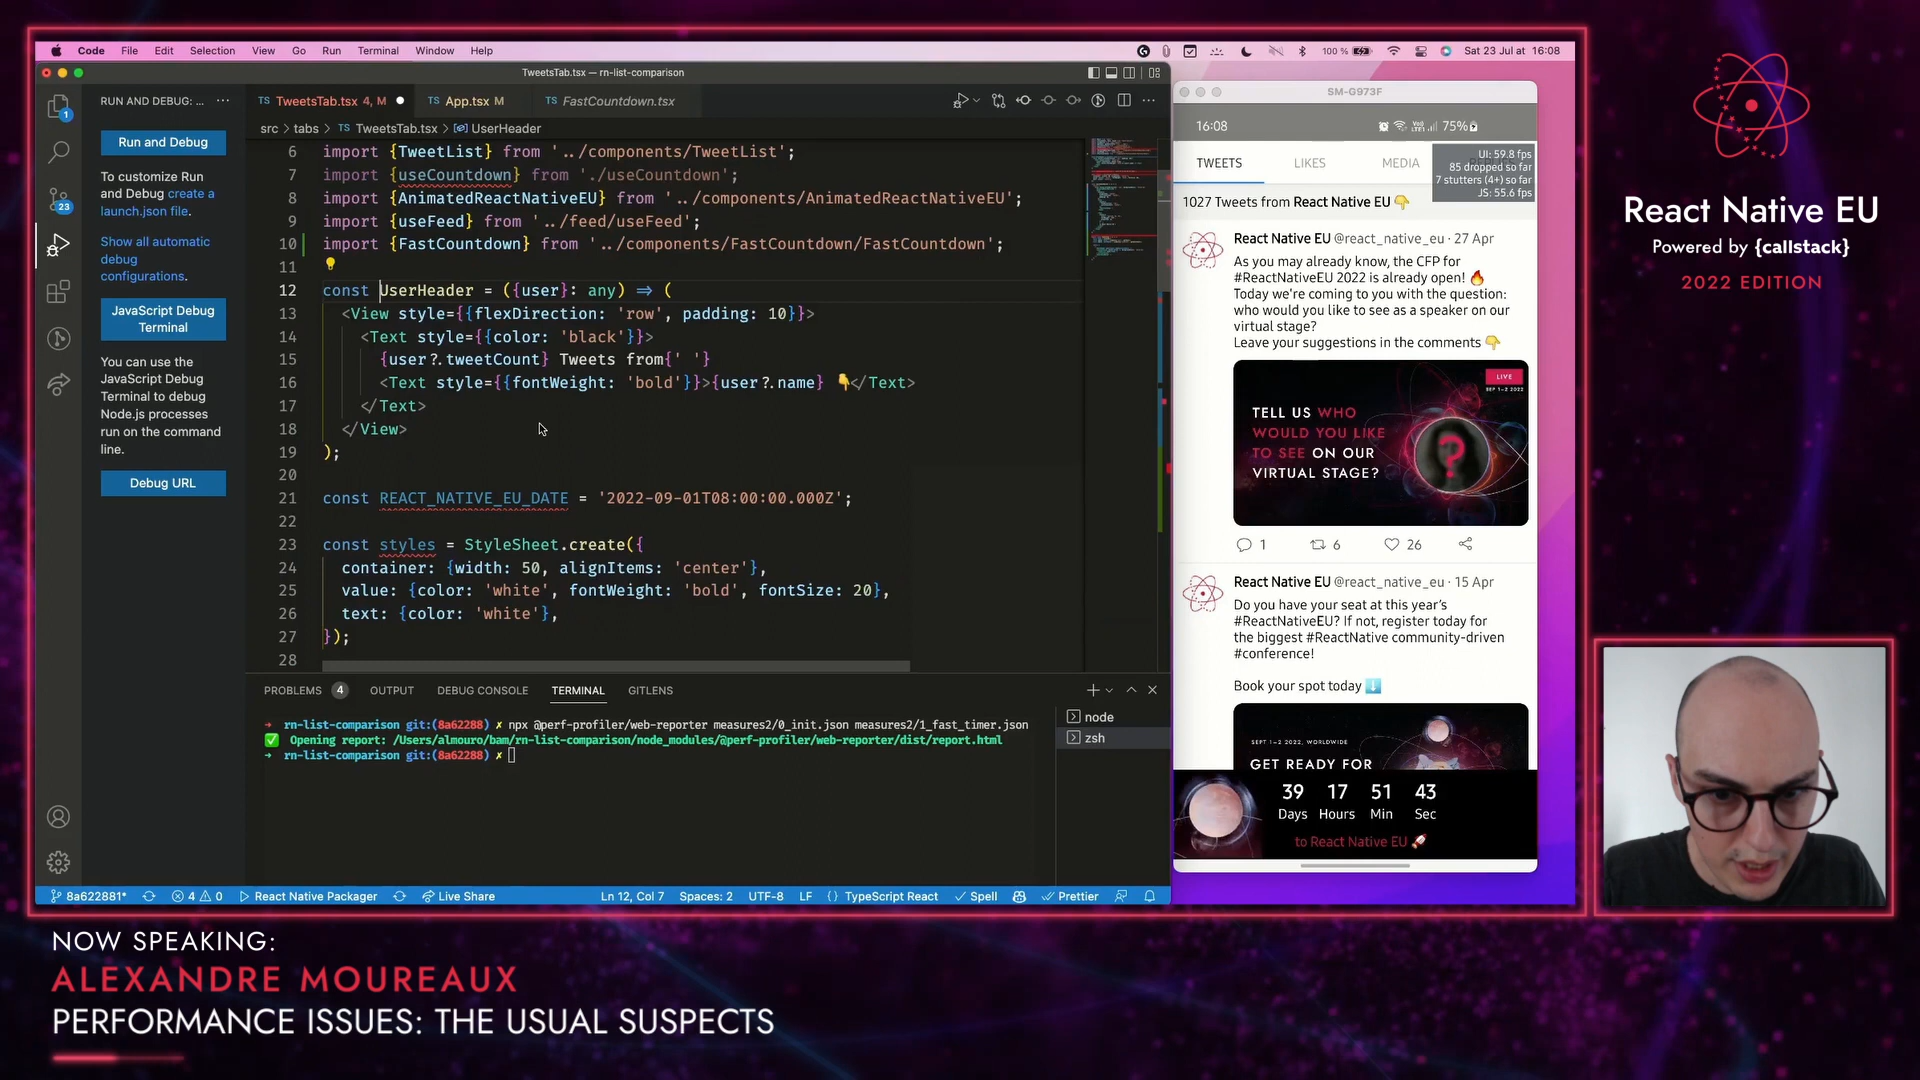 Code File Edit Selection View Go Run Terminal Window Help
100 % Sat 23 Jul at 16:08
TweetsTab.tsx — rn-list-comparison
RUN AND DEBUG: ... ···
Run and Debug
To customize Run
and Debug create a
launch.json file.
Show all automatic
debug
configurations.
JavaScript Debug
Terminal
You can use the
JavaScript Debug
Terminal to debug
Node.js processes
run on the command
line.
Debug URL
1
23
TS TweetsTab.tsx 4, M
TS App.tsx M
TS FastCountdown.tsx
src > tabs > TS TweetsTab.tsx > UserHeader
6 import {TweetList} from '../components/TweetList';
7 import {useCountdown} from './useCountdown';
8 import {AnimatedReactNativeEU} from '../components/AnimatedReactNativeEU';
9 import {useFeed} from '../feed/useFeed';
10 import {FastCountdown} from '../components/FastCountdown/FastCountdown';
11
12 const UserHeader = ({user}: any) => (
13 <View style={{flexDirection: 'row', padding: 10}}>
14 <Text style={{color: 'black'}}>
15 {user?.tweetCount} Tweets from{' '}
16 <Text style={{fontWeight: 'bold'}}>{user?.name} 👇</Text>
17 </Text>
18 </View>
19 );
20
21 const REACT_NATIVE_EU_DATE = '2022-09-01T08:00:00.000Z';
22
23 const styles = StyleSheet.create({
24 container: {width: 50, alignItems: 'center'},
25 value: {color: 'white', fontWeight: 'bold', fontSize: 20},
26 text: {color: 'white'},
27 });
28
PROBLEMS 4 OUTPUT DEBUG CONSOLE TERMINAL GITLENS
→ rn-list-comparison git:(8a62288) ✗ npx @perf-profiler/web-reporter measures2/0_init.json measures2/1_fast_timer.json
✅ Opening report: /Users/almouro/bam/rn-list-comparison/node_modules/@perf-profiler/web-reporter/dist/report.html
→ rn-list-comparison git:(8a62288) ✗
node
zsh
8a622881* 4 0 React Native Packager Live Share Ln 12, Col 7 Spaces: 2 UTF-8 LF {} TypeScript React Spell Prettier
SM-G973F
16:08 75%
TWEETS LIKES MEDIA
UI: 59.8 fps
85 dropped so far
7 stutters (4+) so far
JS: 55.6 fps
1027 Tweets from React Native EU 👇
React Native EU @react_native_eu · 27 Apr
As you may already know, the CFP for
#ReactNativeEU 2022 is already open! 🔥
Today we're coming to you with the question:
who would you like to see as a speaker on our
virtual stage?
Leave your suggestions in the comments 👇
LIVE
SEP 1–2 2022
TELL US WHO
WOULD YOU LIKE
TO SEE ON OUR
VIRTUAL STAGE?
?
1 6 26
React Native EU @react_native_eu · 15 Apr
Do you have your seat at this year's
#ReactNativeEU? If not, register today for
the biggest #ReactNative community-driven
#conference!
Book your spot today ⬇️
SEPT 1–2 2022, WORLDWIDE
GET READY FOR
39 17 51 43
Days Hours Min Sec
to React Native EU 🚀
React Native EU
Powered by {callstack}
2022 EDITION
NOW SPEAKING:
ALEXANDRE MOUREAUX
PERFORMANCE ISSUES: THE USUAL SUSPECTS